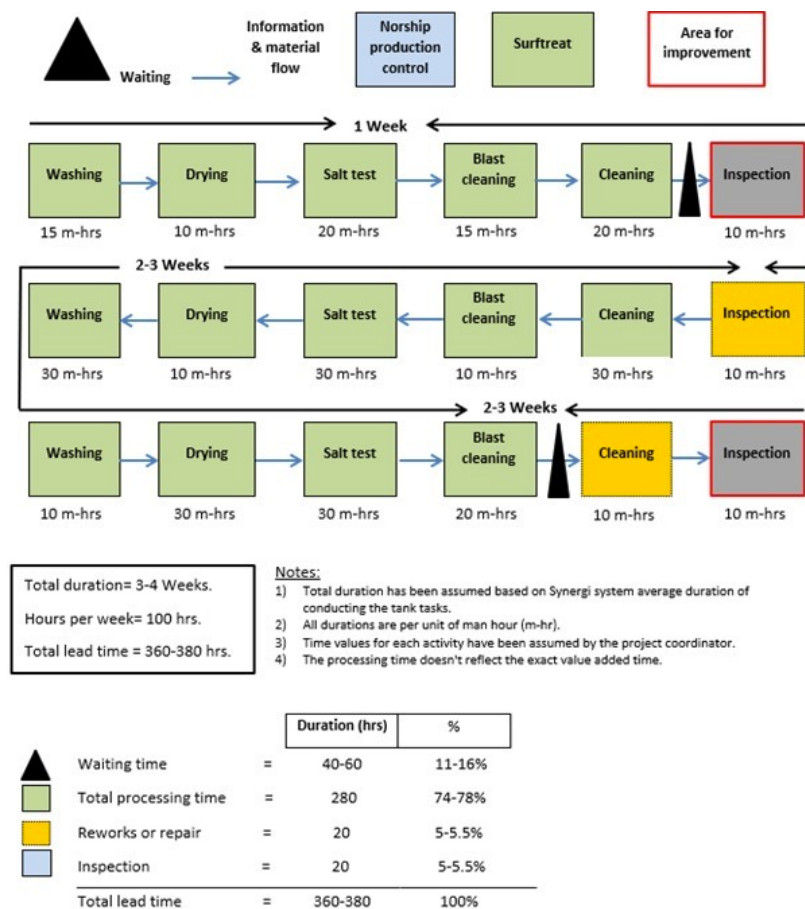 Waiting
Information
& material
flow
Norship
production
control
Surftreat
Area for
improvement
1 Week
Washing
Drying
Salt test
Blast
cleaning
Cleaning
Inspection
15 m-hrs
10 m-hrs
20 m-hrs
15 m-hrs
20 m-hrs
10 m-hrs
2-3 Weeks
Washing
Drying
Salt test
Blast
cleaning
Cleaning
Inspection
30 m-hrs
10 m-hrs
30 m-hrs
10 m-hrs
30 m-hrs
10 m-hrs
2-3 Weeks
Washing
Drying
Salt test
Blast
cleaning
Cleaning
Inspection
10 m-hrs
30 m-hrs
30 m-hrs
20 m-hrs
10 m-hrs
10 m-hrs
Total duration= 3-4 Weeks.
Hours per week= 100 hrs.
Total lead time = 360-380 hrs.
Notes:
1) Total duration has been assumed based on Synergi system average duration of
conducting the tank tasks.
2) All durations are per unit of man hour (m-hr).
3) Time values for each activity have been assumed by the project coordinator.
4) The processing time doesn't reflect the exact value added time.
Duration (hrs) %
Waiting time = 40-60 11-16%
Total processing time = 280 74-78%
Reworks or repair = 20 5-5.5%
Inspection = 20 5-5.5%
Total lead time = 360-380 100%